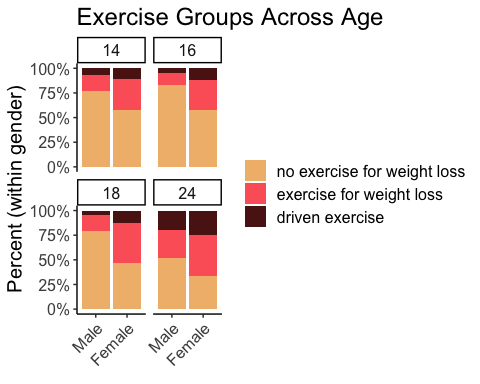 Exercise Groups Across Age
14 16
100%
75%
50%
25%
0%
18 24
100%
75%
50%
25%
0%
Percent (within gender)
Male Female Male Female
no exercise for weight loss
exercise for weight loss
driven exercise